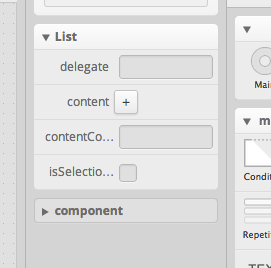 List
delegate
content +
contentCo...
isSelectio...
component
Mai
m
Condit
Repetit